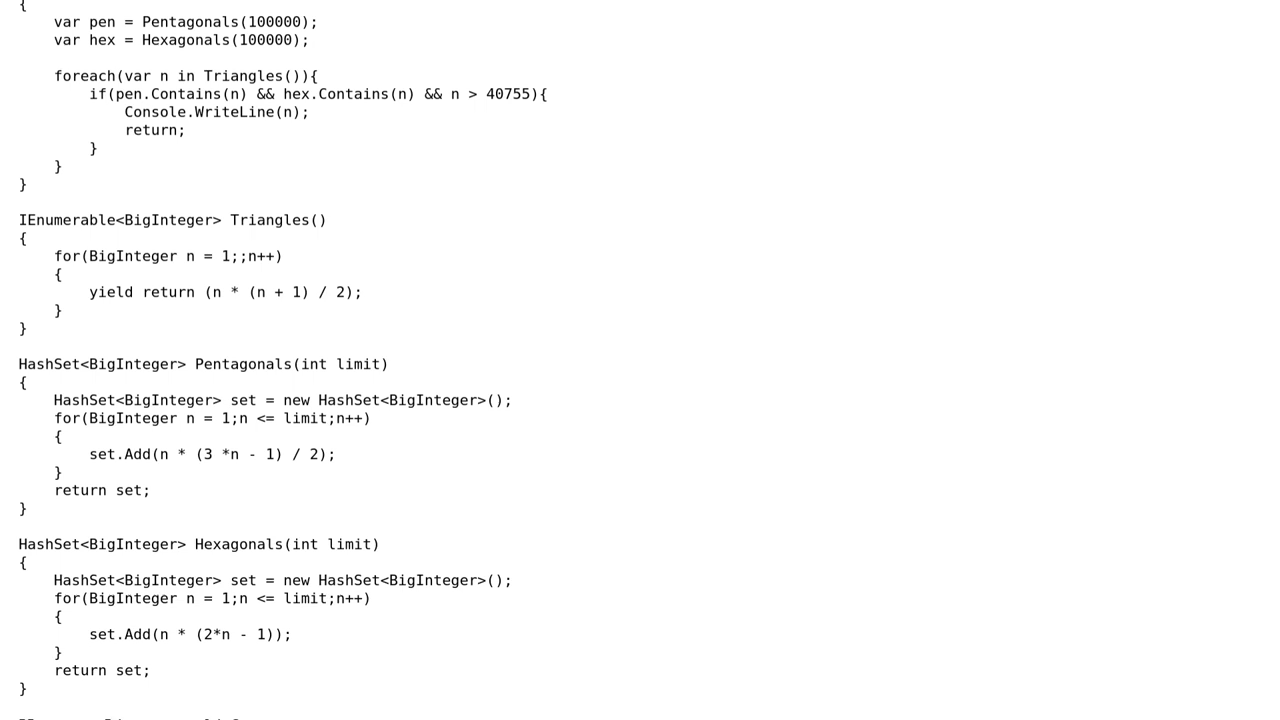 {
    var pen = Pentagonals(100000);
    var hex = Hexagonals(100000);

    foreach(var n in Triangles()){
        if(pen.Contains(n) && hex.Contains(n) && n > 40755){
            Console.WriteLine(n);
            return;
        }
    }
}

IEnumerable<BigInteger> Triangles()
{
    for(BigInteger n = 1;;n++)
    {
        yield return (n * (n + 1) / 2);
    }
}

HashSet<BigInteger> Pentagonals(int limit)
{
    HashSet<BigInteger> set = new HashSet<BigInteger>();
    for(BigInteger n = 1;n <= limit;n++)
    {
        set.Add(n * (3 *n - 1) / 2);
    }
    return set;
}

HashSet<BigInteger> Hexagonals(int limit)
{
    HashSet<BigInteger> set = new HashSet<BigInteger>();
    for(BigInteger n = 1;n <= limit;n++)
    {
        set.Add(n * (2*n - 1));
    }
    return set;
}